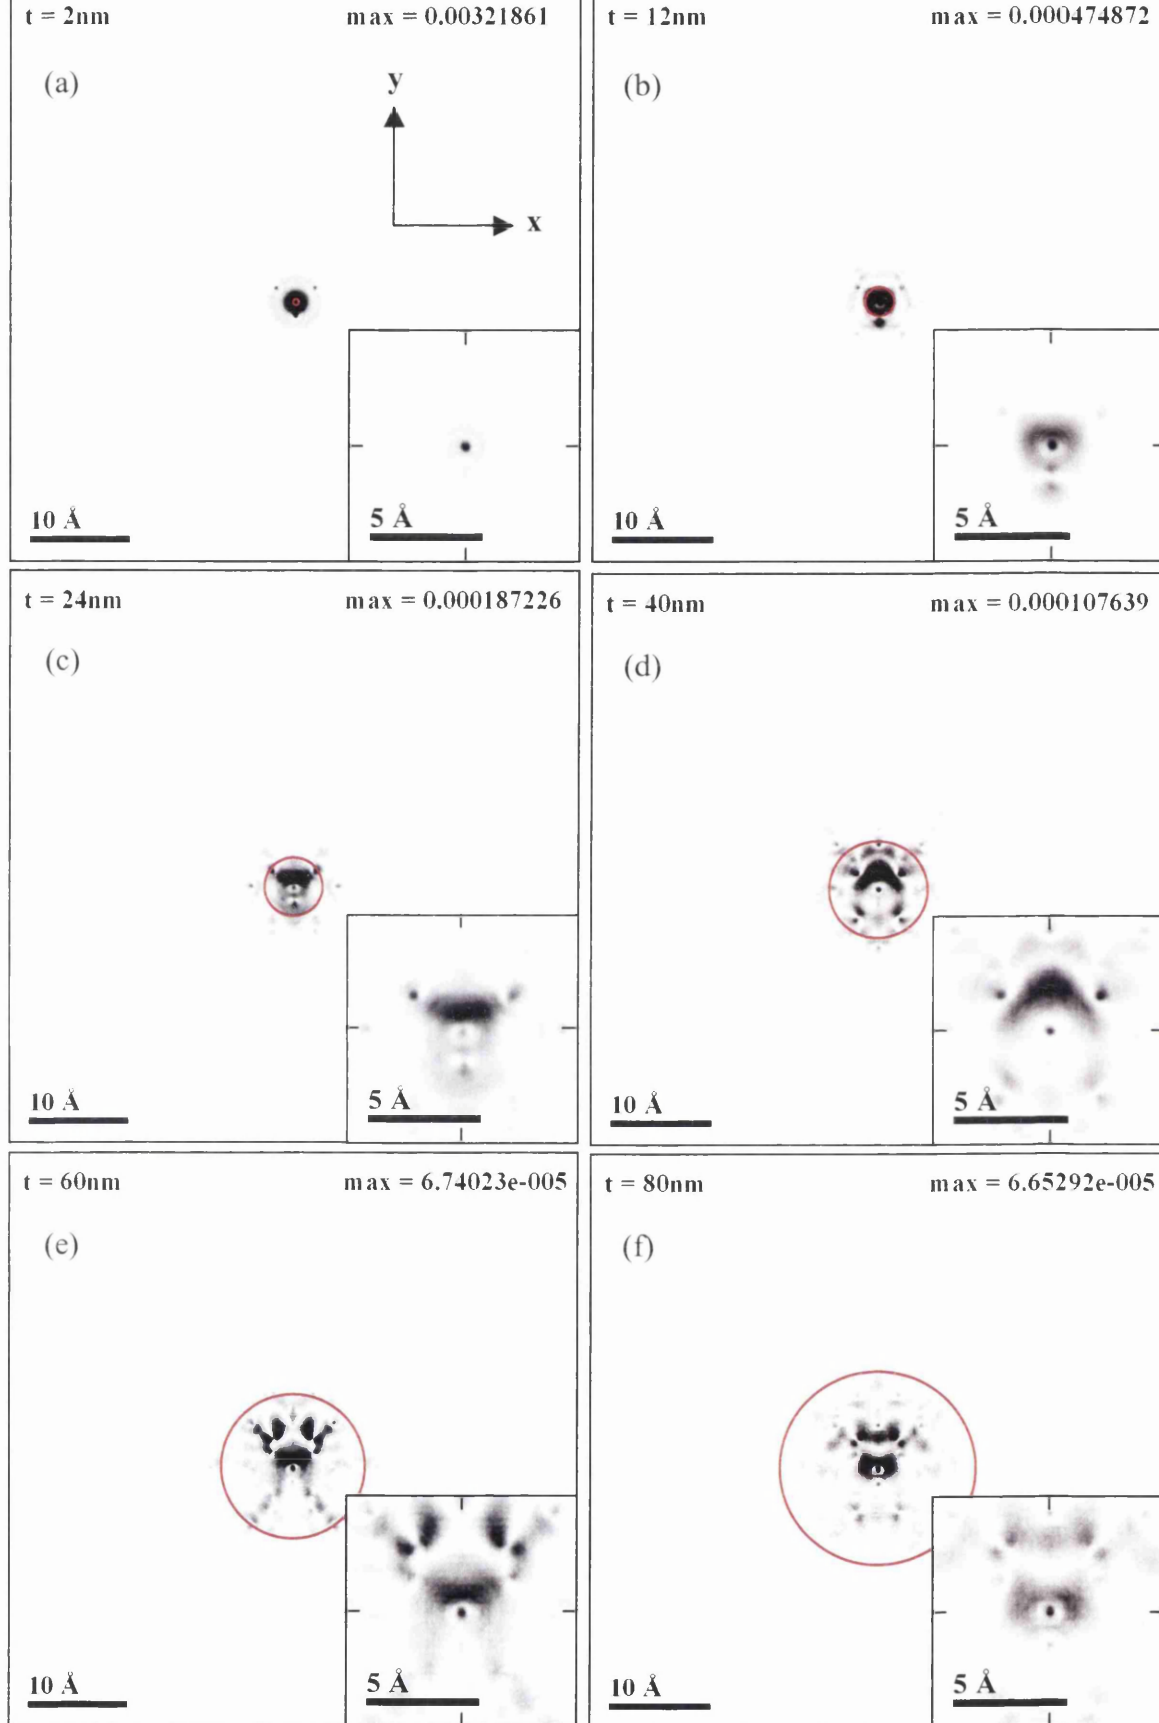 t = 2nm max = 0.00321861
(a)
y
x
10 Å
5 Å
t = 12nm max = 0.000474872
(b)
10 Å
5 Å
t = 24nm max = 0.000187226
(c)
10 Å
5 Å
t = 40nm max = 0.000107639
(d)
10 Å
5 Å
t = 60nm max = 6.74023e-005
(e)
10 Å
5 Å
t = 80nm max = 6.65292e-005
(f)
10 Å
5 Å